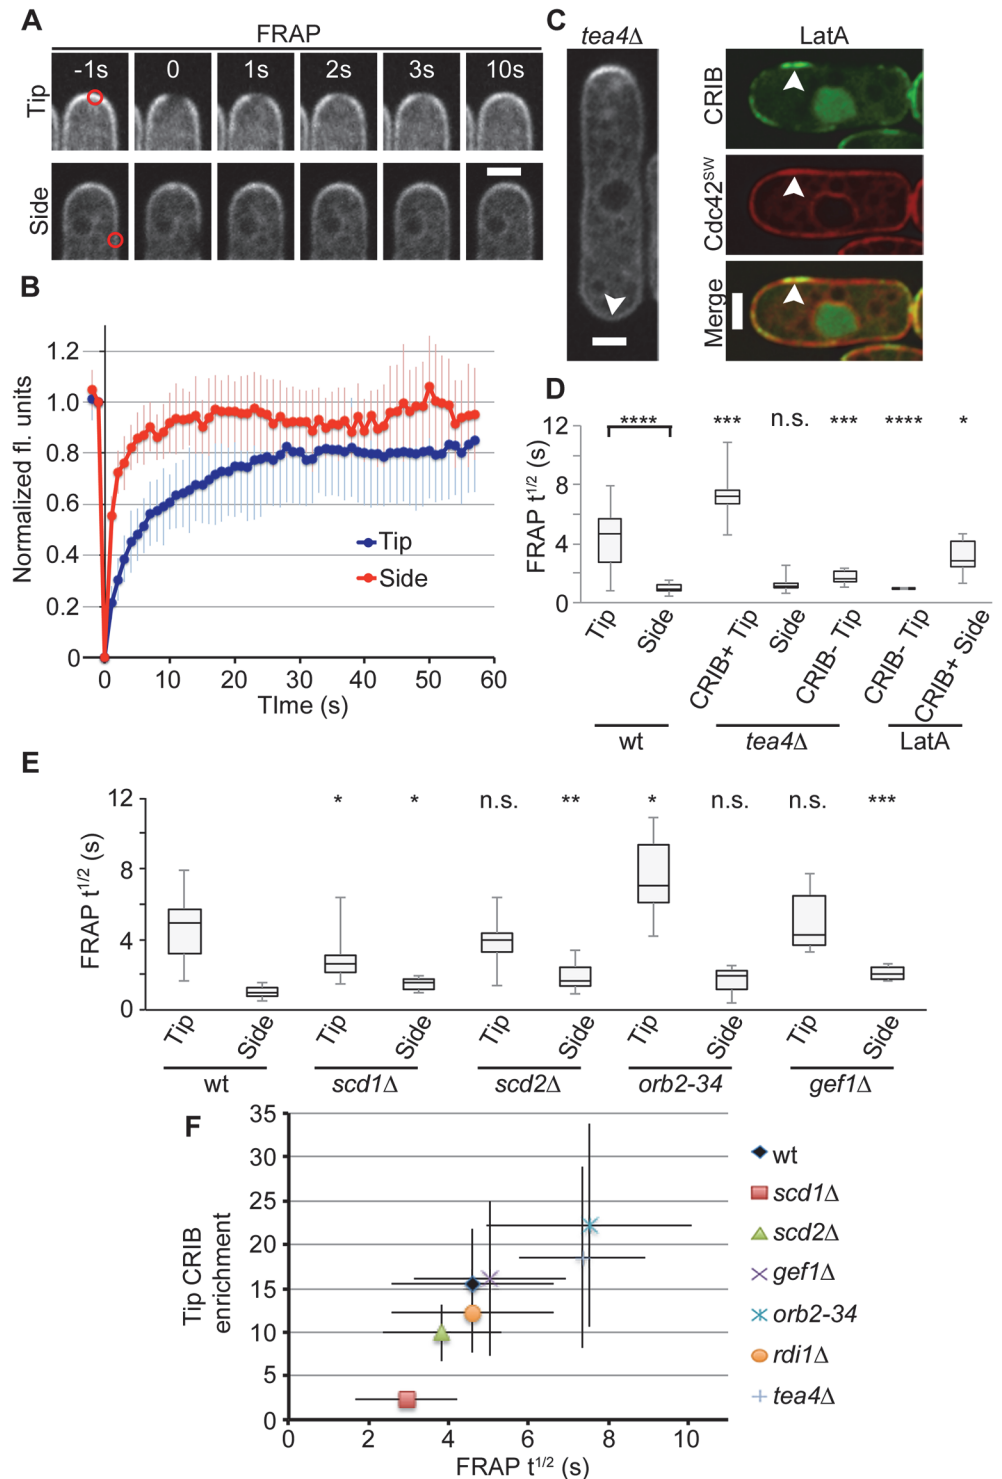 A
FRAP
-1s 0 1s 2s 3s 10s
Tip
Side
B
Normalized fl. units
1.2
1.0
0.8
0.6
0.4
0.2
0
Tip
Side
0 10 20 30 40 50 60
TIme (s)
C
tea4Δ
LatA
CRIB
Cdc42SW
Merge
D
FRAP t1/2 (s)
12
8
4
0
**** *** n.s. *** **** *
Tip Side CRIB+ Tip Side CRIB- Tip CRIB- Tip CRIB+ Side
wt tea4Δ LatA
E
FRAP t1/2 (s)
12
8
4
0
* * n.s. ** * n.s. n.s. ***
Tip Side Tip Side Tip Side Tip Side Tip Side
wt scd1Δ scd2Δ orb2-34 gef1Δ
F
Tip CRIB
enrichment
35
30
25
20
15
10
5
0
0 2 4 6 8 10
FRAP t1/2 (s)
wt
scd1Δ
scd2Δ
gef1Δ
orb2-34
rdi1Δ
tea4Δ